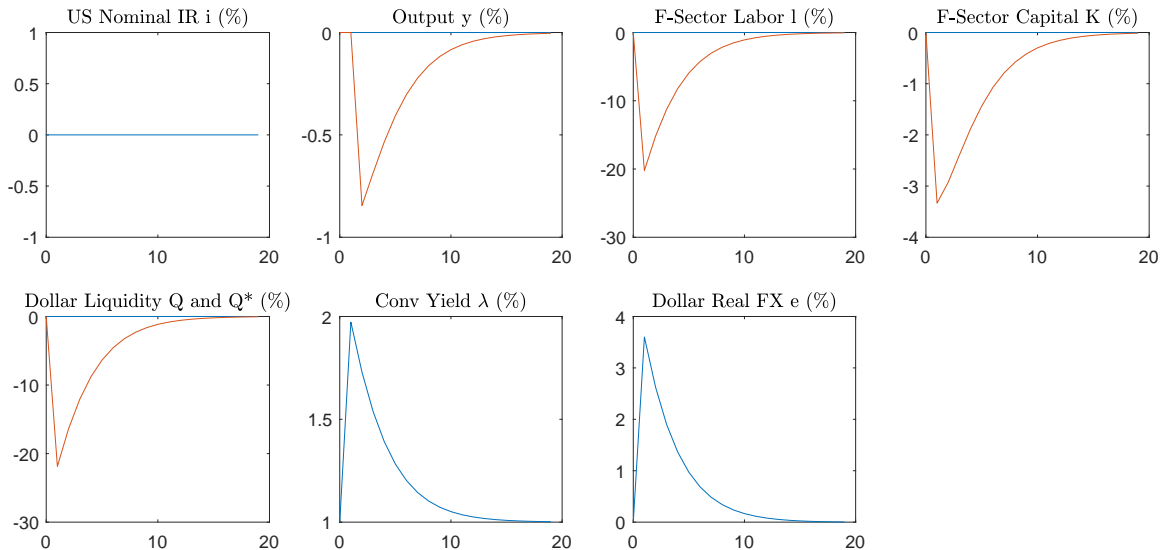 US Nominal IR i (%)
1
0.5
0
-0.5
-1
0 10 20
Output y (%)
0
-0.5
-1
0 10 20
F-Sector Labor l (%)
0
-10
-20
-30
0 10 20
F-Sector Capital K (%)
0
-1
-2
-3
-4
0 10 20
Dollar Liquidity Q and Q* (%)
0
-10
-20
-30
0 10 20
Conv Yield λ (%)
2
1.5
1
0 10 20
Dollar Real FX e (%)
4
3
2
1
0
0 10 20